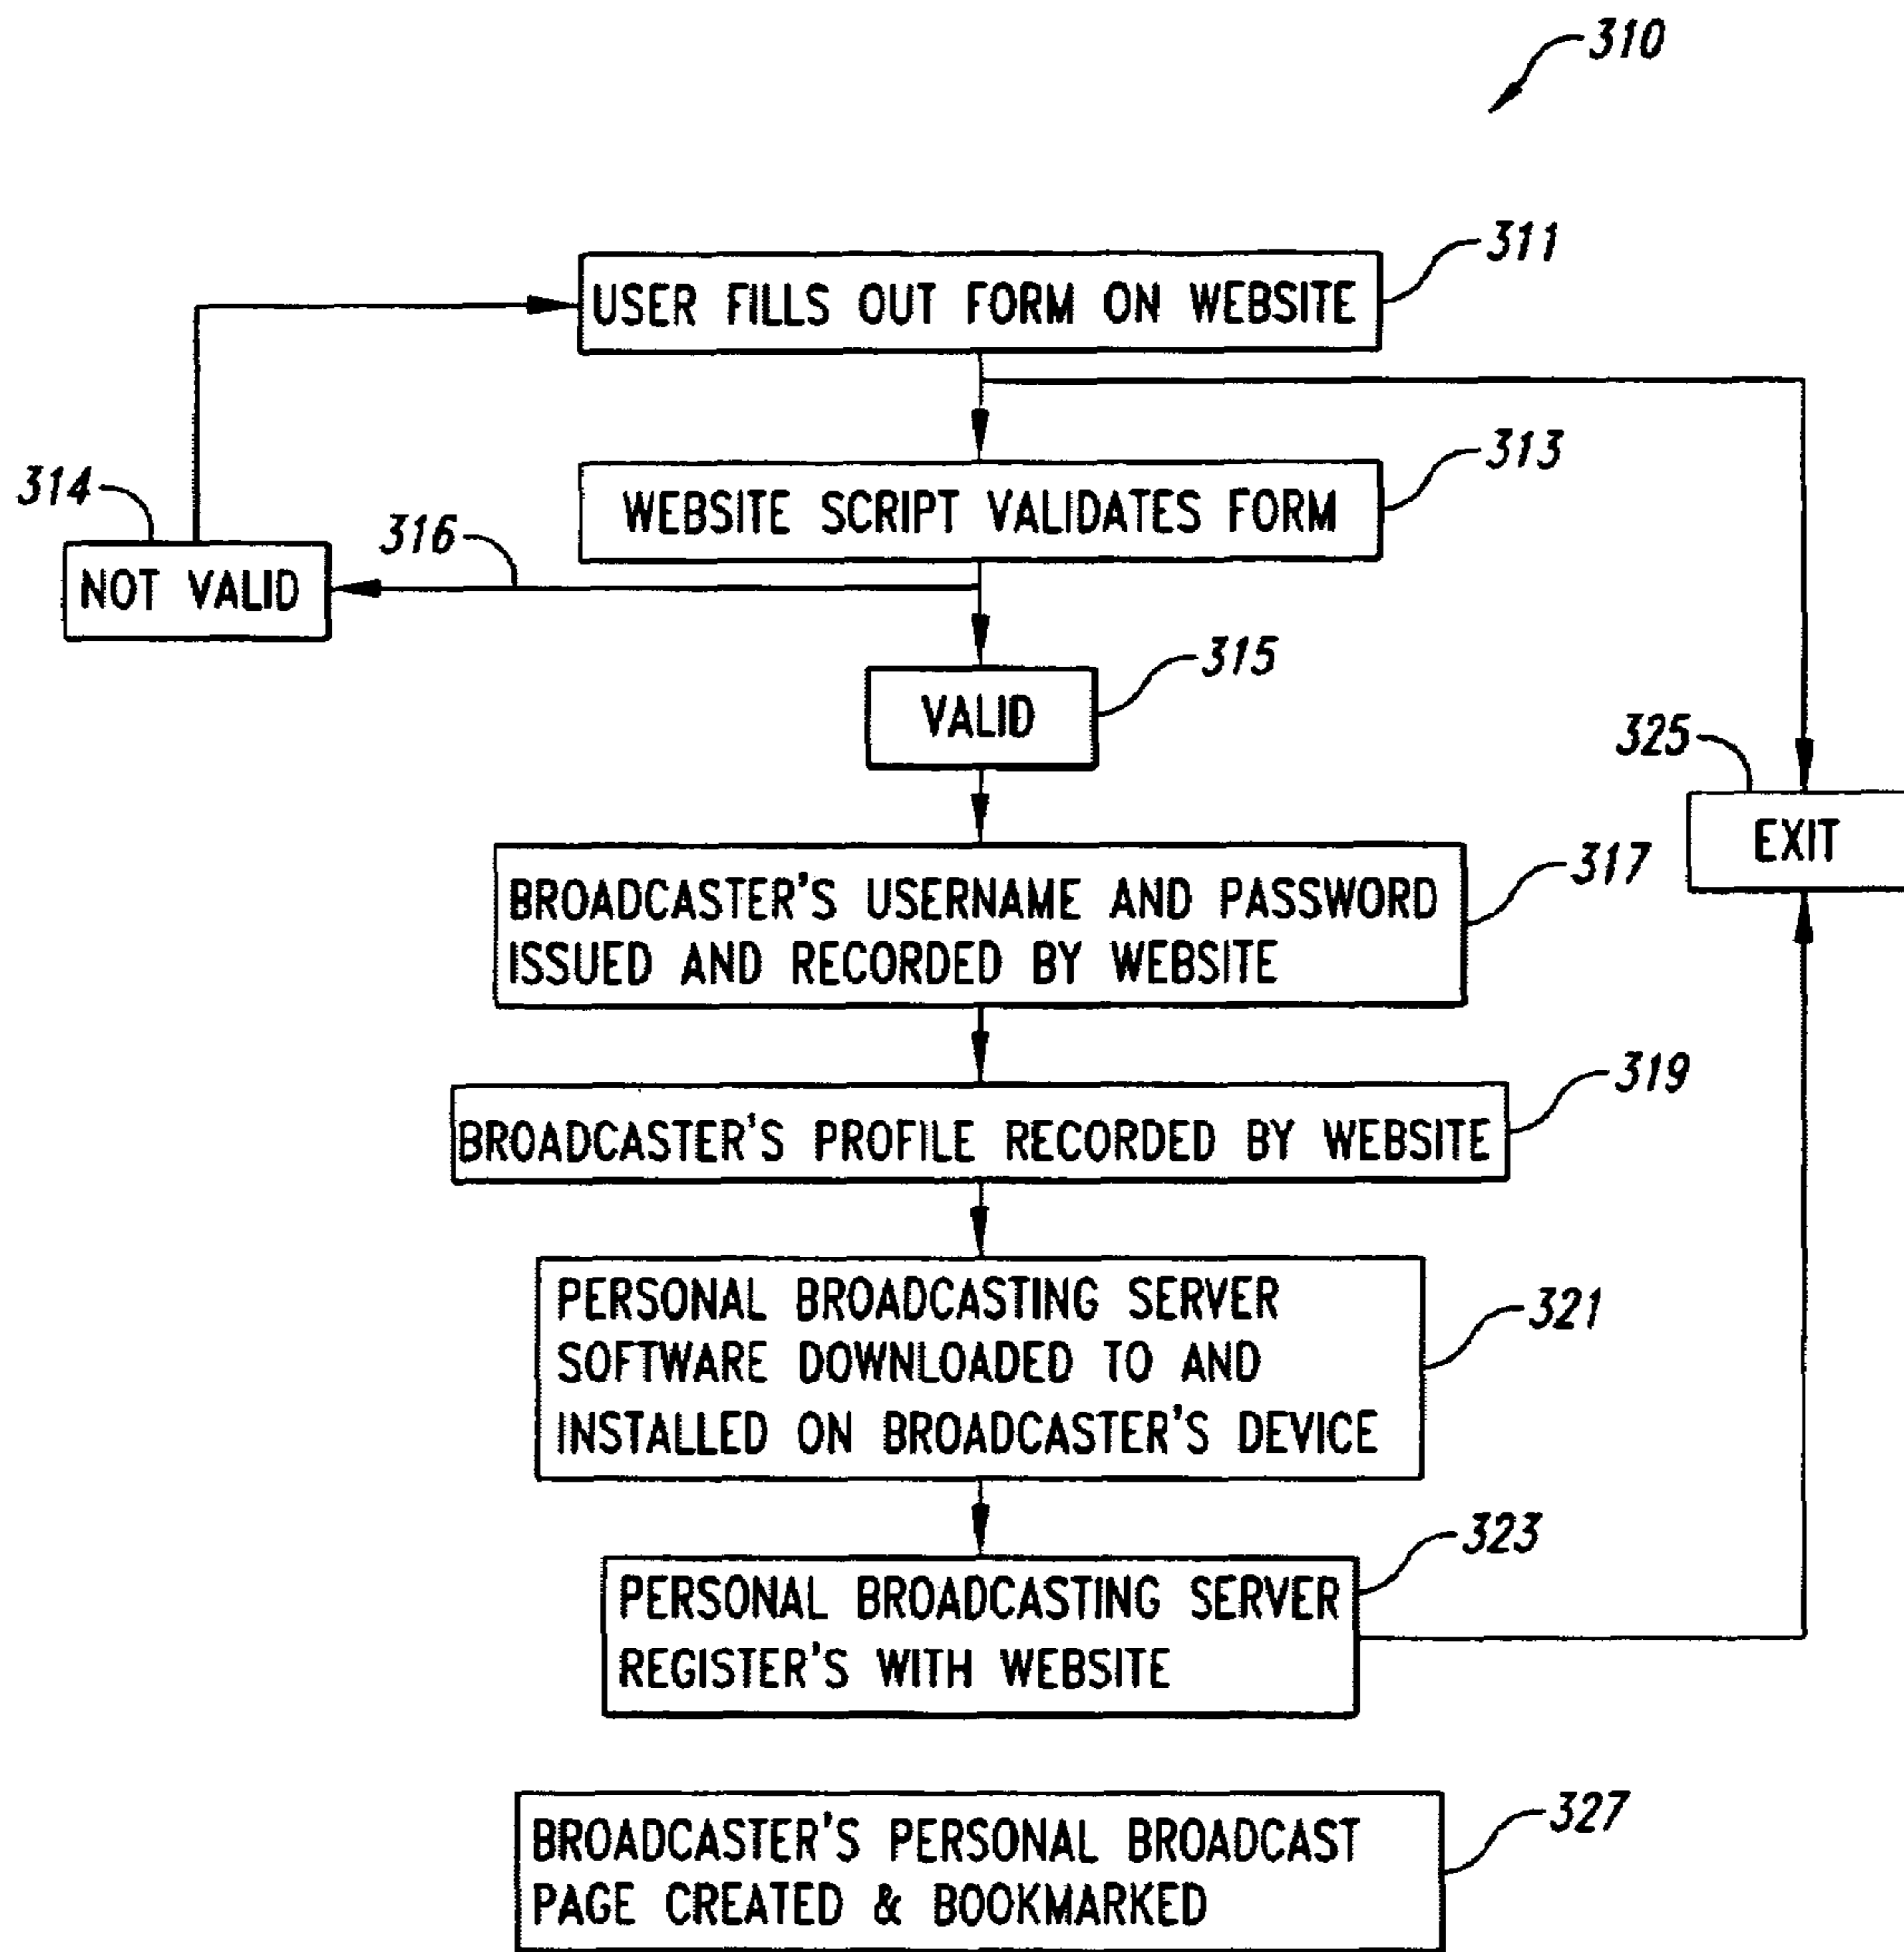 310
311
USER FILLS OUT FORM ON WEBSITE
313
WEBSITE SCRIPT VALIDATES FORM
314
316
NOT VALID
315
VALID
325
EXIT
317
BROADCASTER'S USERNAME AND PASSWORD
ISSUED AND RECORDED BY WEBSITE
319
BROADCASTER'S PROFILE RECORDED BY WEBSITE
321
PERSONAL BROADCASTING SERVER
SOFTWARE DOWNLOADED TO AND
INSTALLED ON BROADCASTER'S DEVICE
323
PERSONAL BROADCASTING SERVER
REGISTER'S WITH WEBSITE
327
BROADCASTER'S PERSONAL BROADCAST
PAGE CREATED & BOOKMARKED